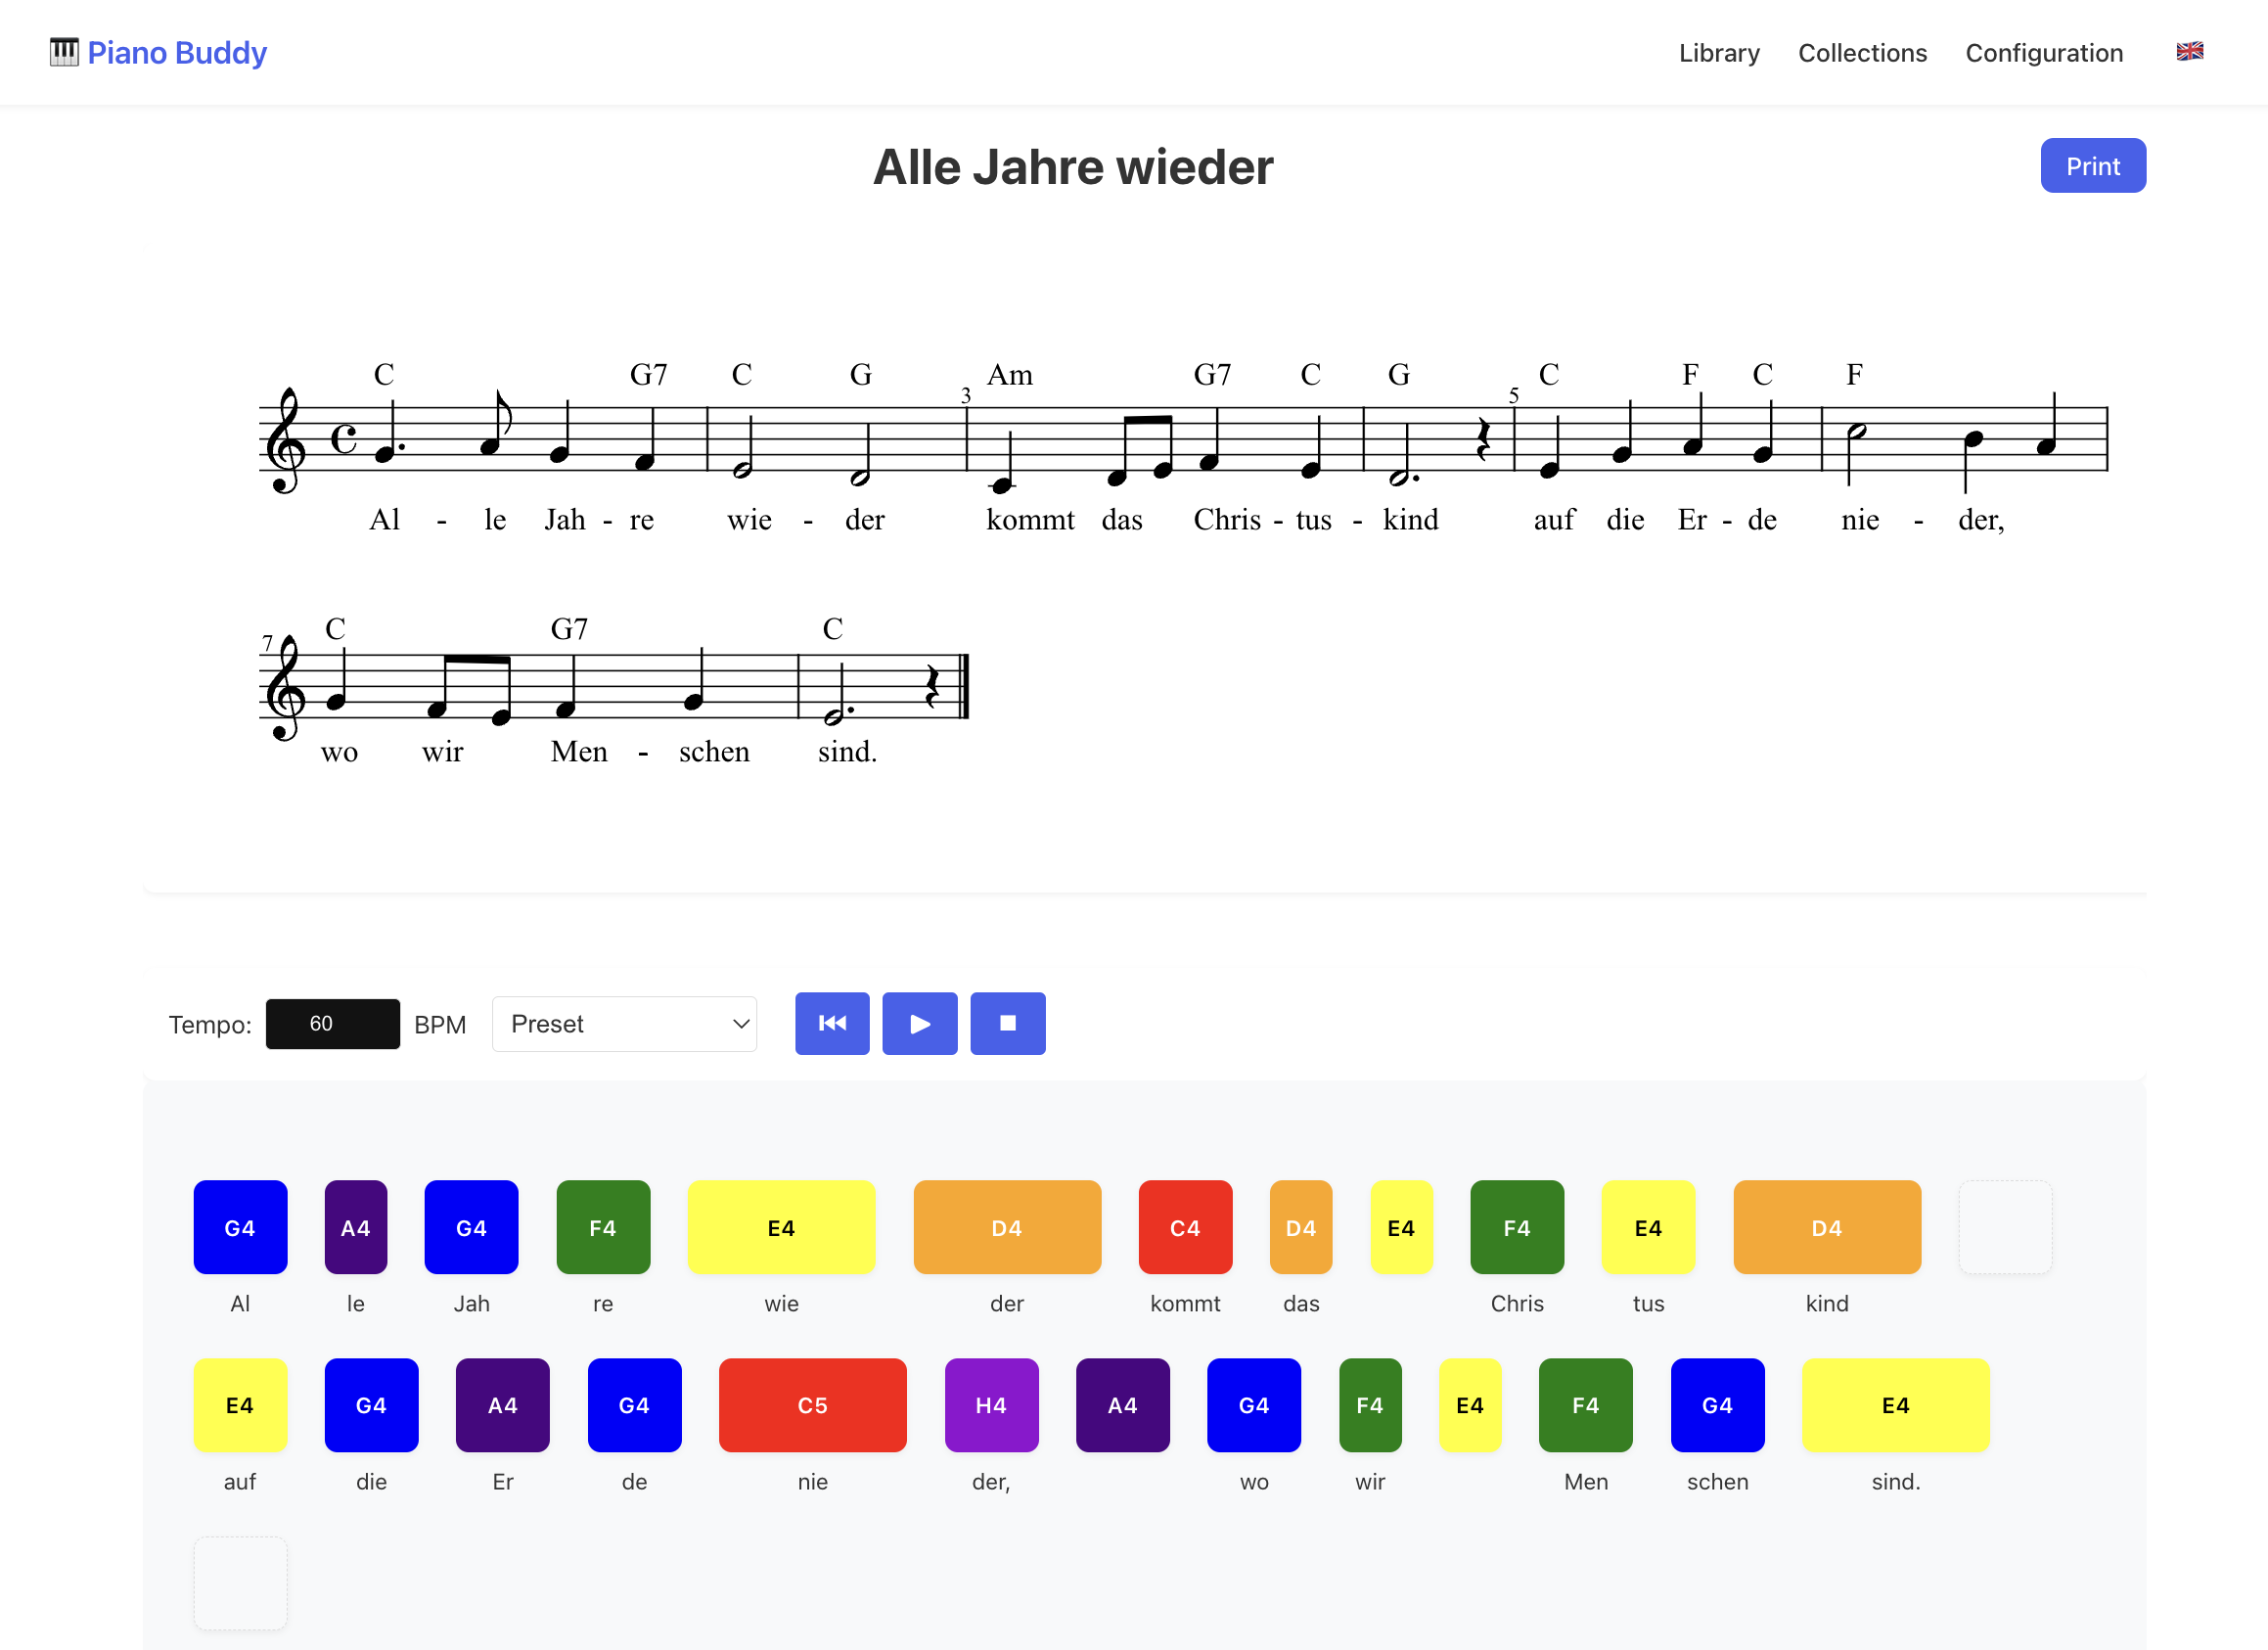 Piano Buddy
Library Collections Configuration
Alle Jahre wieder
Print
C G7 C G Am G7 C G C F C F
3 5
Al - le Jah - re wie - der kommt das Chris - tus - kind auf die Er - de nie - der,
7 C G7 C
wo wir Men - schen sind.
Tempo: 60 BPM Preset
G4 A4 G4 F4 E4 D4 C4 D4 E4 F4 E4 D4
Al le Jah re wie der kommt das Chris tus kind
E4 G4 A4 G4 C5 H4 A4 G4 F4 E4 F4 G4 E4
auf die Er de nie der, wo wir Men schen sind.